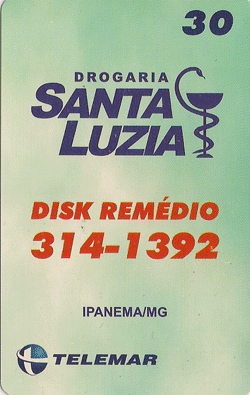 30
DROGARIA
SANTA
LUZIA
DISK REMÉDIO
314-1392
IPANEMA/MG
TELEMAR